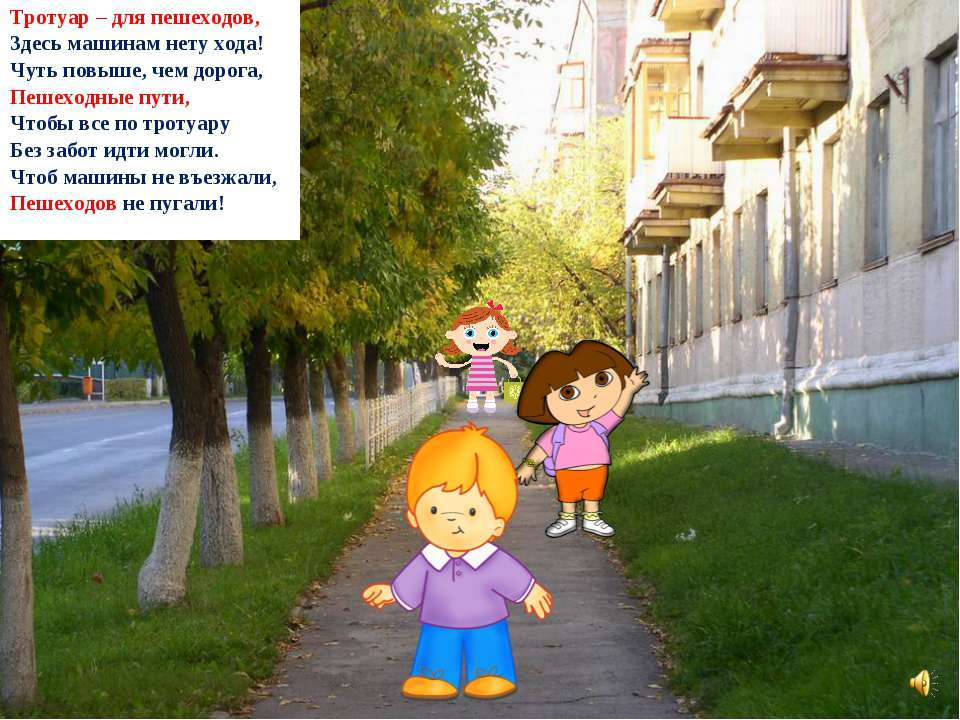 Тротуар – для пешеходов,
Здесь машинам нету хода!
Чуть повыше, чем дорога,
Пешеходные пути,
Чтобы все по тротуару
Без забот идти могли.
Чтоб машины не въезжали,
Пешеходов не пугали!